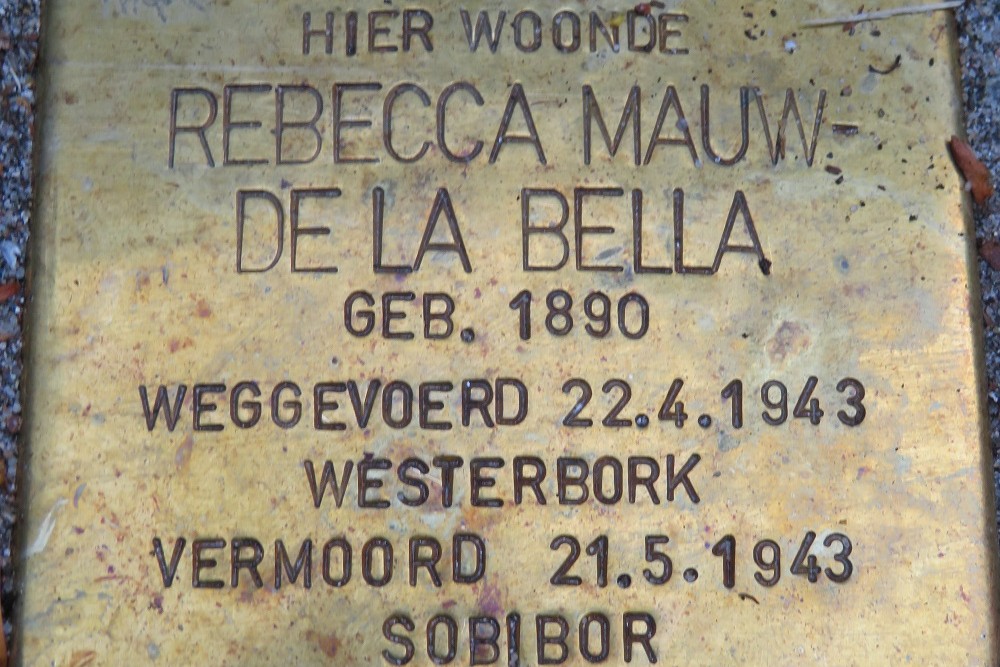 HIER WOONDE
REBECCA MAUW-
DE LA BELLA
GEB. 1890
WEGGEVOERD 22.4.1943
WESTERBORK
VERMOORD 21.5.1943
SOBIBOR